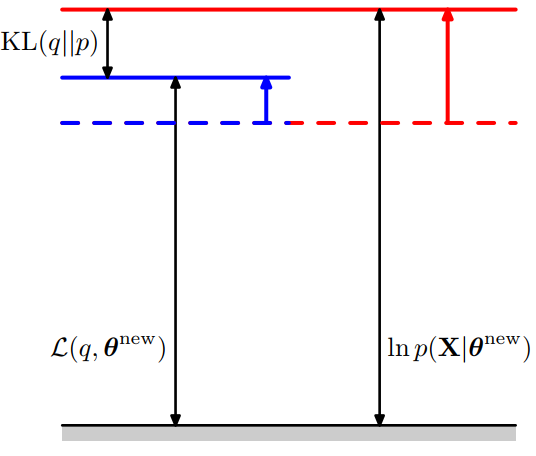 KL(q||p)
ℒ(q, θ^new)
ln p(X|θ^new)